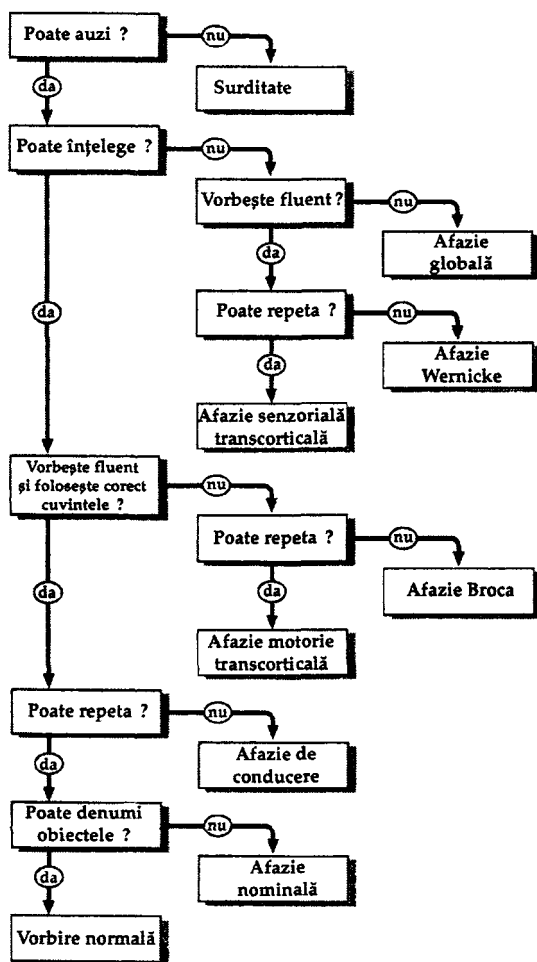 Poate auzi ?
nu
da
Surditate
Poate înțelege ?
nu
Vorbește fluent ?
nu
da
Afazie
globală
da
Poate repeta ?
nu
da
Afazie
Wernicke
Afazie senzorială
transcorticală
Vorbește fluent
și folosește corect
cuvintele ?
nu
Poate repeta ?
nu
da
da
Afazie Broca
Afazie motorie
transcorticală
Poate repeta ?
nu
da
Afazie de
conducere
Poate denumi
obiectele ?
nu
da
Afazie
nominală
Vorbire normală